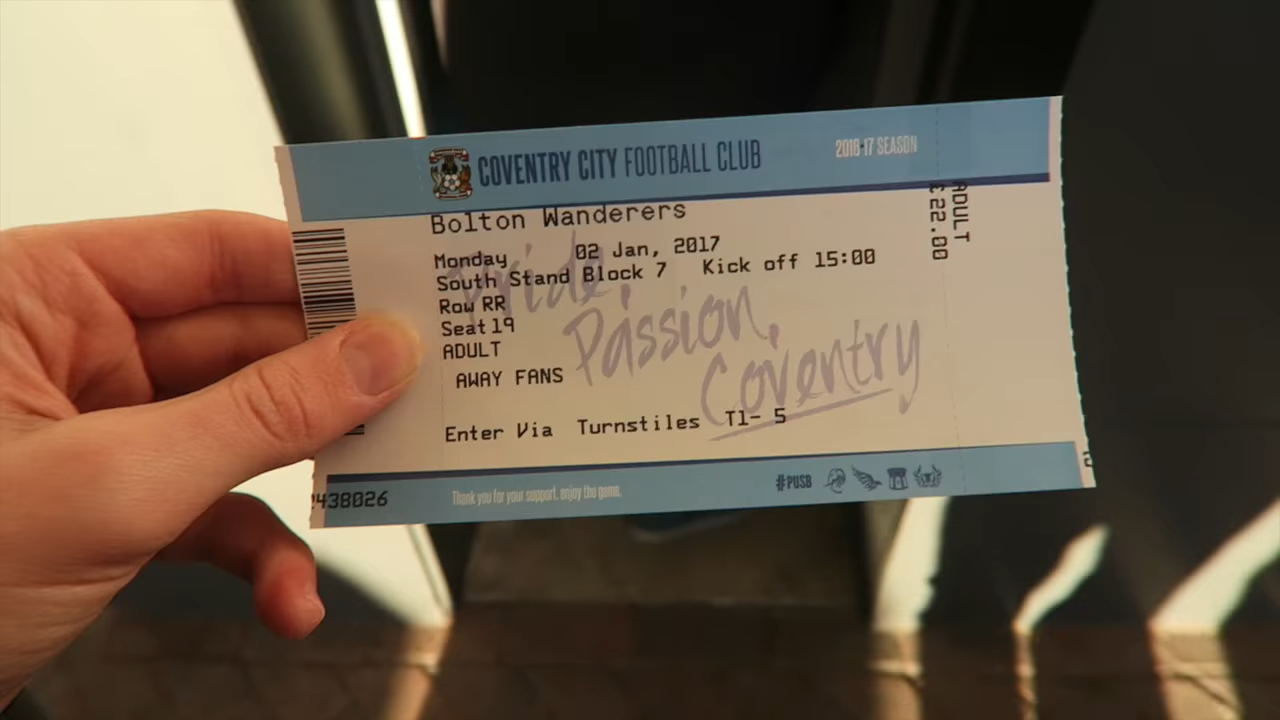 COVENTRY CITY FOOTBALL CLUB
2016-17 SEASON
Bolton Wanderers
Monday 02 Jan, 2017
South Stand Block 7 Kick off 15:00
Row RR
Seat 19
ADULT
AWAY FANS
Enter Via Turnstiles T1- 5
Pride,
Passion,
Coventry
ADULT
£22.00
438026
Thank you for your support, enjoy the game.
#PUSB